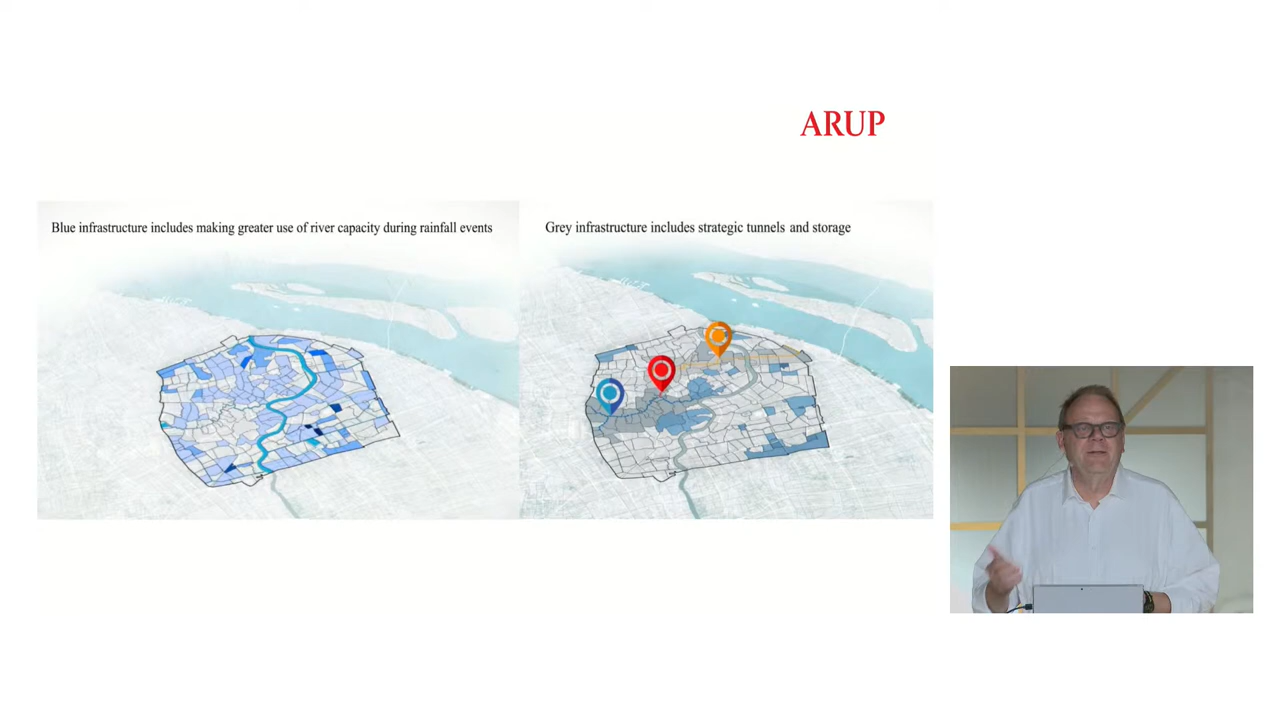 ARUP
Blue infrastructure includes making greater use of river capacity during rainfall events
Grey infrastructure includes strategic tunnels and storage